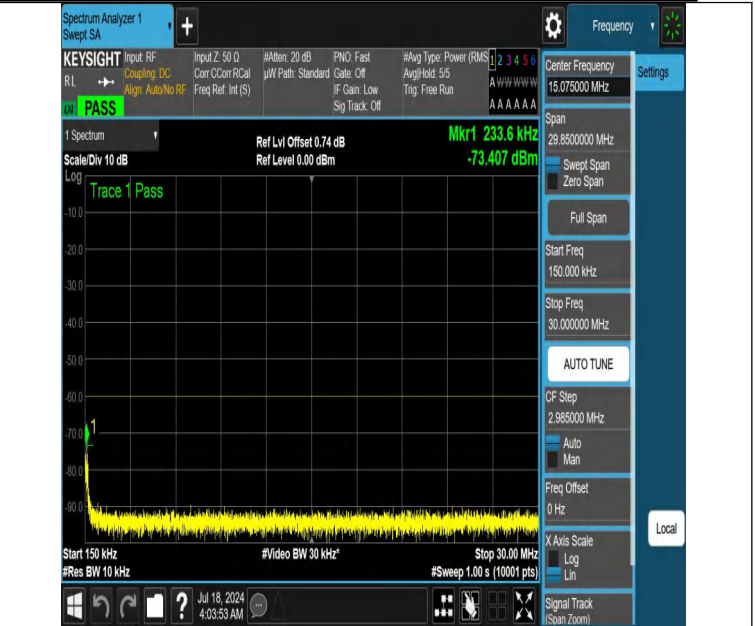 Spectrum Analyzer 1
Swept SA
+
Frequency
KEYSIGHT
RL
PASS
Input: RF
Coupling: DC
Align: Auto/No RF
Input Z: 50 Ω
Corr CCorr RCal
Freq Ref: Int (S)
#Atten: 20 dB
µW Path: Standard
PNO: Fast
Gate: Off
IF Gain: Low
Sig Track: Off
#Avg Type: Power (RMS
Avg|Hold: 5/5
Trig: Free Run
1 2 3 4 5 6
A W W W W W
A A A A A A
1 Spectrum
Scale/Div 10 dB
Ref Lvl Offset 0.74 dB
Ref Level 0.00 dBm
Mkr1 233.6 kHz
-73.407 dBm
Log
Trace 1 Pass
-10.0
-20.0
-30.0
-40.0
-50.0
-60.0
-70.0
-80.0
-90.0
1
Start 150 kHz
#Res BW 10 kHz
#Video BW 30 kHz*
Stop 30.00 MHz
#Sweep 1.00 s (10001 pts)
?
Jul 18, 2024
4:03:53 AM
Center Frequency
15.075000 MHz
Span
29.8500000 MHz
Swept Span
Zero Span
Full Span
Start Freq
150.000 kHz
Stop Freq
30.000000 MHz
AUTO TUNE
CF Step
2.985000 MHz
Auto
Man
Freq Offset
0 Hz
X Axis Scale
Log
Lin
Signal Track
(Span Zoom)
Settings
Local